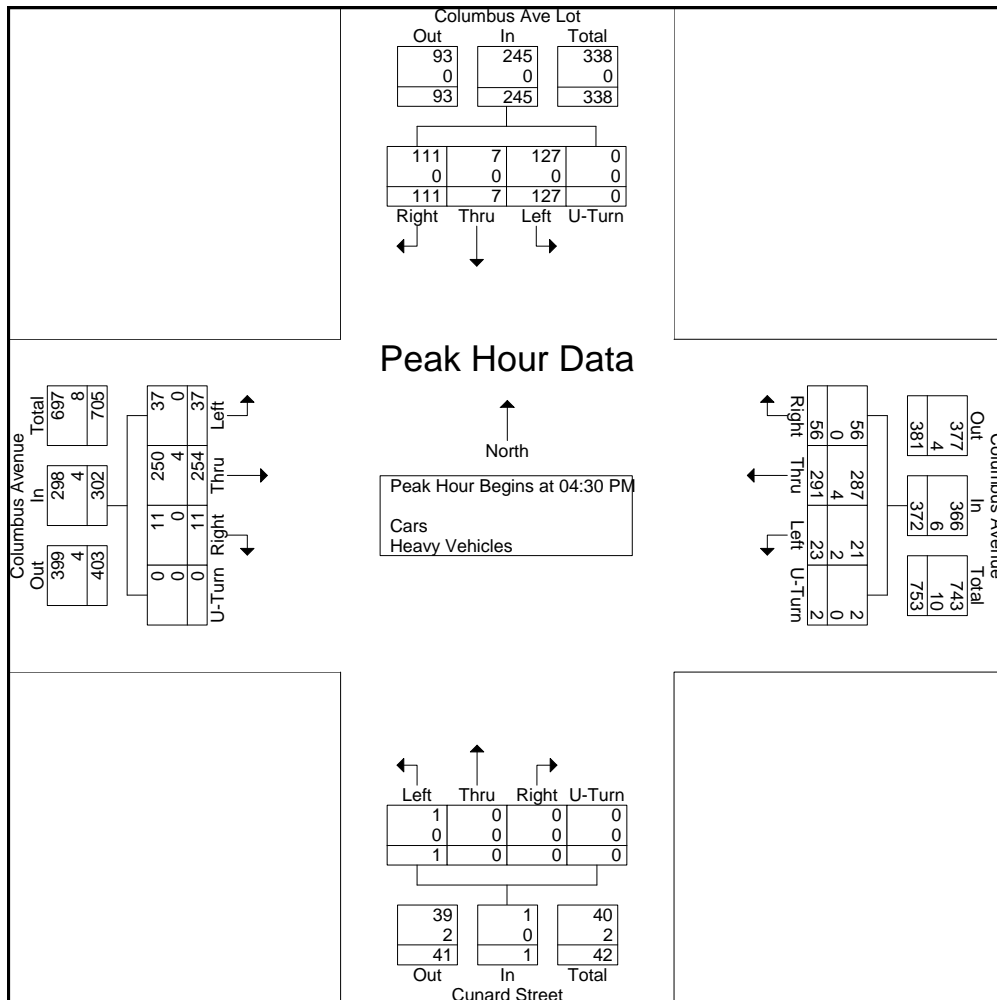 Columbus Ave Lot
Out In Total
93 245 338
0 0 0
93 245 338
111 7 127 0
0 0 0 0
111 7 127 0
Right Thru Left U-Turn
Peak Hour Data
North
Peak Hour Begins at 04:30 PM
Cars
Heavy Vehicles
Columbus Avenue
Out In Total
399 298 697
4 4 8
403 302 705
U-Turn Right Thru Left
0 11 250 37
0 0 4 0
0 11 254 37
Columbus Avenue
Out In Total
377 366 743
4 6 10
381 372 753
56 287 21 2
0 4 2 0
56 291 23 2
Right Thru Left U-Turn
Left Thru Right U-Turn
1 0 0 0
0 0 0 0
1 0 0 0
39 1 40
2 0 2
41 1 42
Out In Total
Cunard Street